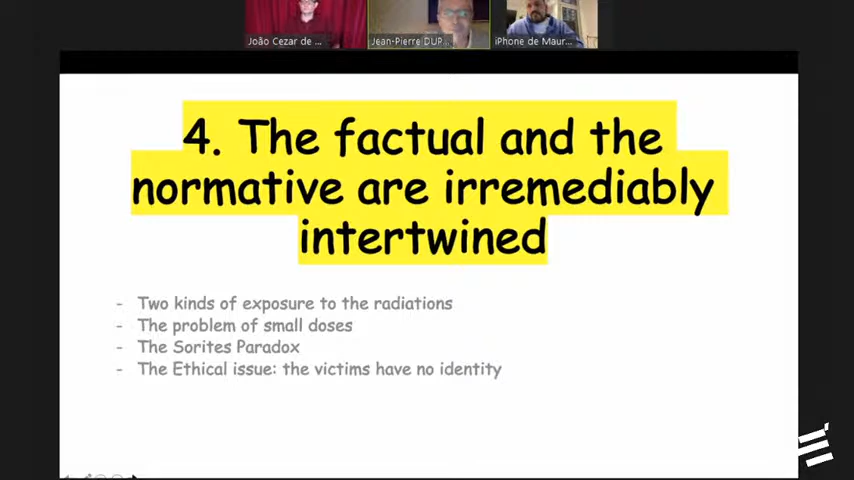 João Cezar de ...
Jean-Pierre DUP...
iPhone de Maur...
4. The factual and the
normative are irremediably
intertwined
- Two kinds of exposure to the radiations
- The problem of small doses
- The Sorites Paradox
- The Ethical issue: the victims have no identity